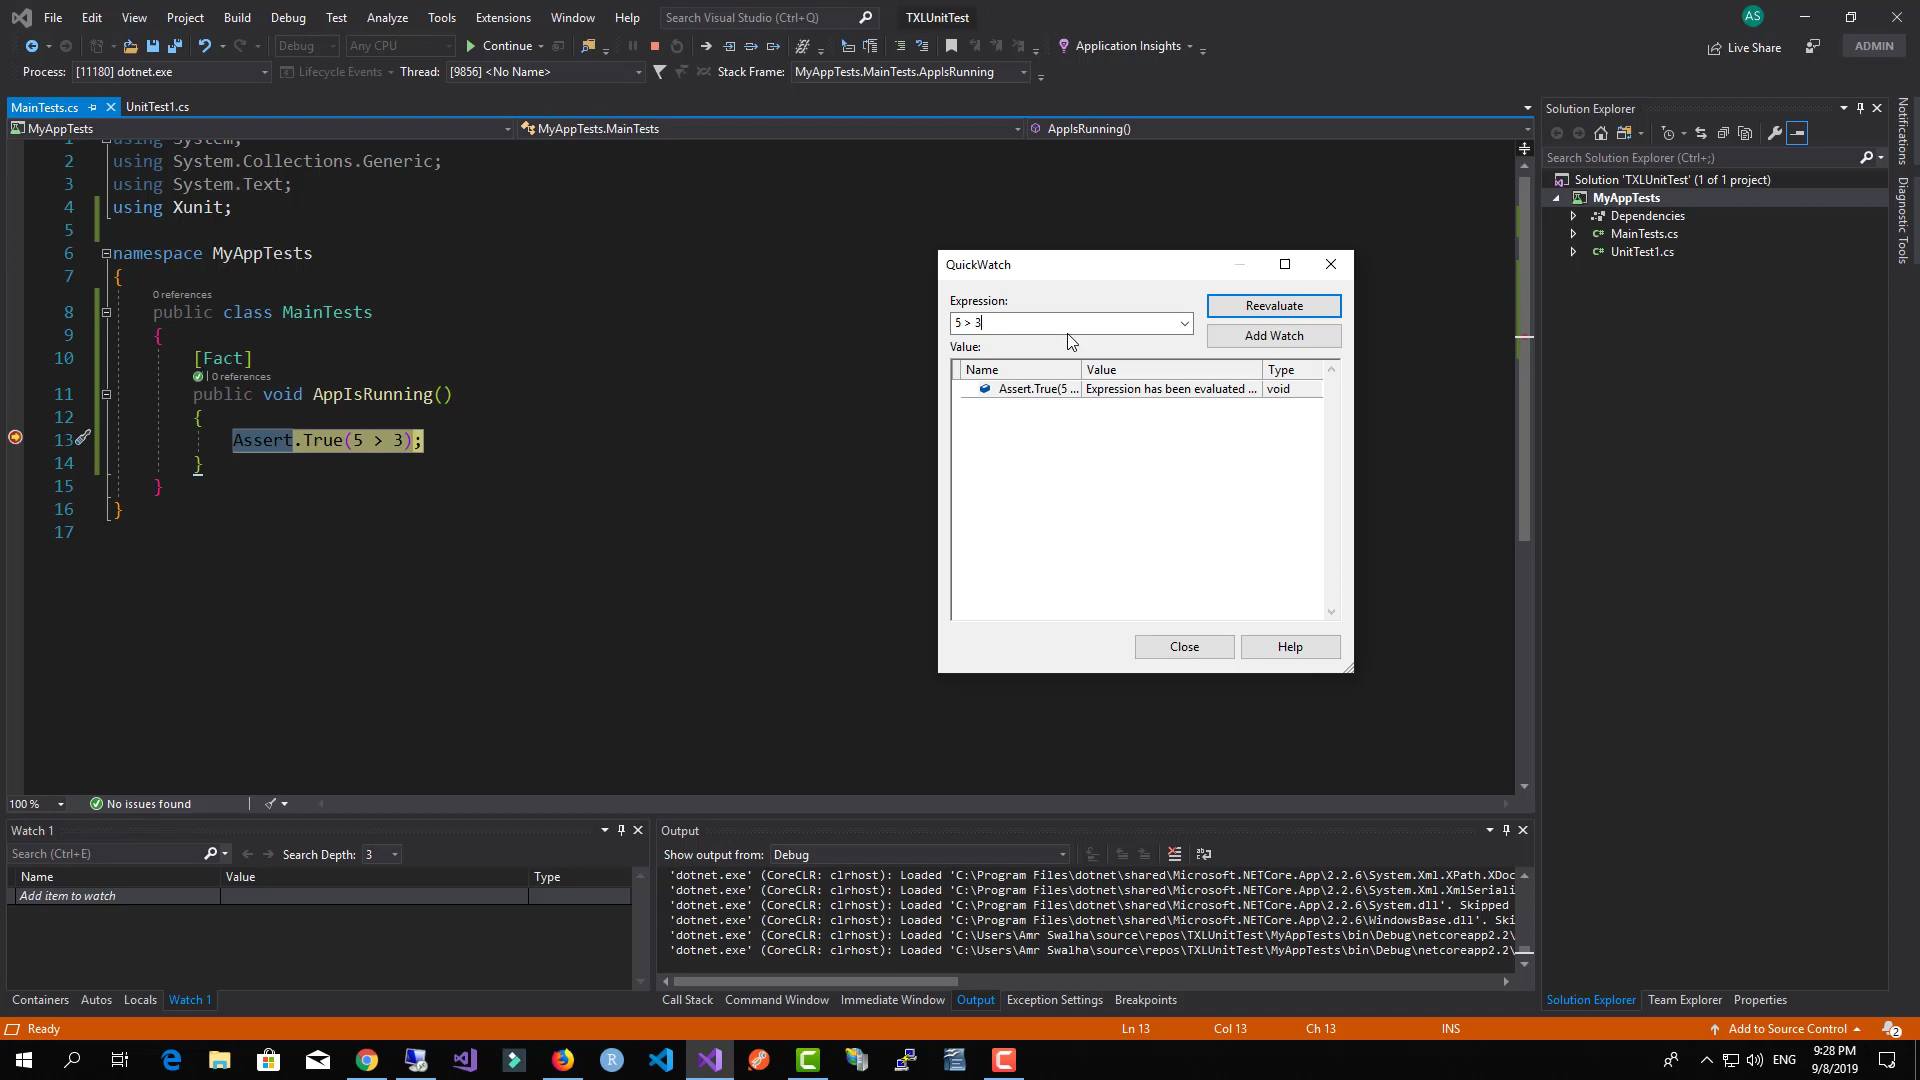 File Edit View Project Build Debug Test Analyze Tools Extensions Window Help Search Visual Studio (Ctrl+Q) TXLUnitTest AS
Debug Any CPU Continue Application Insights Live Share ADMIN
Process: [11180] dotnet.exe Lifecycle Events Thread: [9856] <No Name> Stack Frame: MyAppTests.MainTests.AppIsRunning
MainTests.cs UnitTest1.cs
MyAppTests MyAppTests.MainTests AppIsRunning()
1 using System;
2 using System.Collections.Generic;
3 using System.Text;
4 using Xunit;
5
6 namespace MyAppTests
7 {
0 references
8 public class MainTests
9 {
10 [Fact]
| 0 references
11 public void AppIsRunning()
12 {
13 Assert.True(5 > 3);
14 }
15 }
16 }
17
QuickWatch
Expression:
Reevaluate
5 > 3
Add Watch
Value:
Name Value Type
Assert.True(5 ... Expression has been evaluated ... void
Close Help
Solution Explorer
Search Solution Explorer (Ctrl+;)
Solution 'TXLUnitTest' (1 of 1 project)
MyAppTests
Dependencies
C# MainTests.cs
C# UnitTest1.cs
Notifications
Diagnostic Tools
100 % No issues found
Watch 1
Search (Ctrl+E) Search Depth: 3
Name Value Type
Add item to watch
Output
Show output from: Debug
'dotnet.exe' (CoreCLR: clrhost): Loaded 'C:\Program Files\dotnet\shared\Microsoft.NETCore.App\2.2.6\System.Xml.XPath.XDoc
'dotnet.exe' (CoreCLR: clrhost): Loaded 'C:\Program Files\dotnet\shared\Microsoft.NETCore.App\2.2.6\System.Xml.XmlSeriali
'dotnet.exe' (CoreCLR: clrhost): Loaded 'C:\Program Files\dotnet\shared\Microsoft.NETCore.App\2.2.6\System.dll'. Skipped
'dotnet.exe' (CoreCLR: clrhost): Loaded 'C:\Program Files\dotnet\shared\Microsoft.NETCore.App\2.2.6\WindowsBase.dll'. Ski
'dotnet.exe' (CoreCLR: clrhost): Loaded 'C:\Users\Amr Swalha\source\repos\TXLUnitTest\MyAppTests\bin\Debug\netcoreapp2.2\
'dotnet.exe' (CoreCLR: clrhost): Loaded 'C:\Users\Amr Swalha\source\repos\TXLUnitTest\MyAppTests\bin\Debug\netcoreapp2.2\
Containers Autos Locals Watch 1
Call Stack Command Window Immediate Window Output Exception Settings Breakpoints
Solution Explorer Team Explorer Properties
Ready Ln 13 Col 13 Ch 13 INS Add to Source Control 2
ENG 9:28 PM
9/8/2019